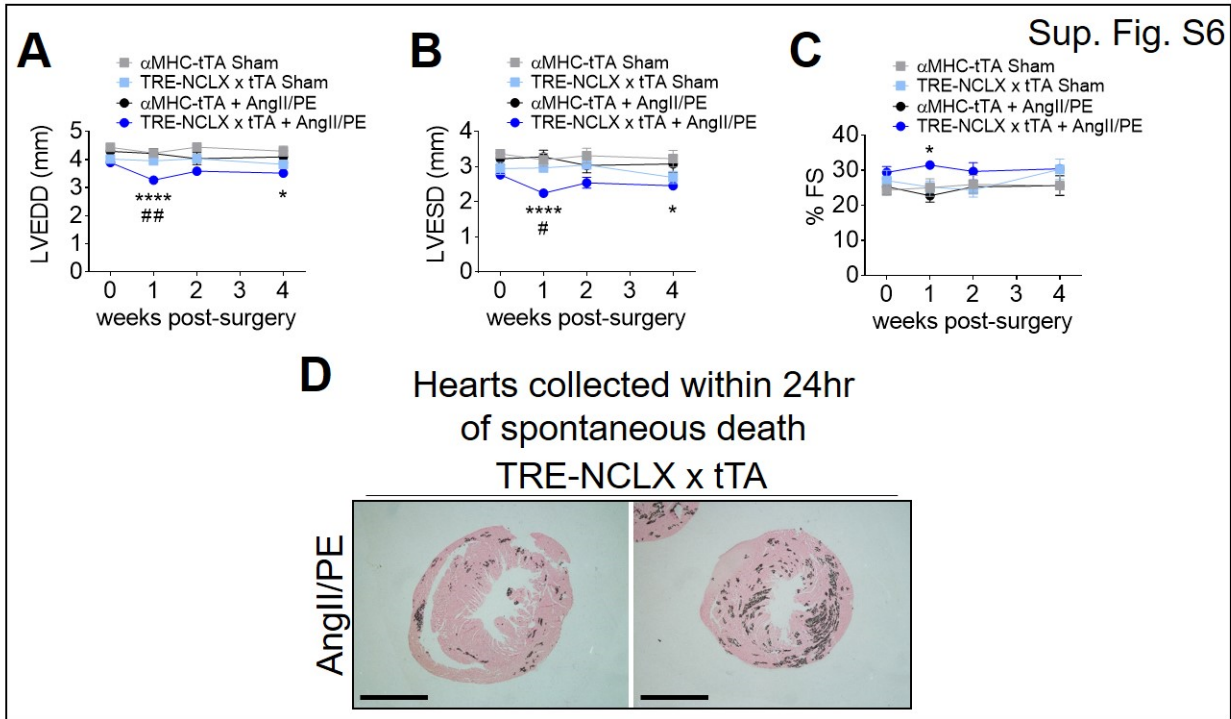 Sup. Fig. S6
A
αMHC-tTA Sham
TRE-NCLX x tTA Sham
αMHC-tTA + AngII/PE
TRE-NCLX x tTA + AngII/PE
LVEDD (mm)
5
4
3
2
1
0
****
##
*
0 1 2 3 4
weeks post-surgery
B
αMHC-tTA Sham
TRE-NCLX x tTA Sham
αMHC-tTA + AngII/PE
TRE-NCLX x tTA + AngII/PE
LVESD (mm)
4
3
2
1
0
****
#
*
0 1 2 3 4
weeks post-surgery
C
αMHC-tTA Sham
TRE-NCLX x tTA Sham
αMHC-tTA + AngII/PE
TRE-NCLX x tTA + AngII/PE
% FS
40
30
20
10
0
*
0 1 2 3 4
weeks post-surgery
D
Hearts collected within 24hr
of spontaneous death
TRE-NCLX x tTA
AngII/PE